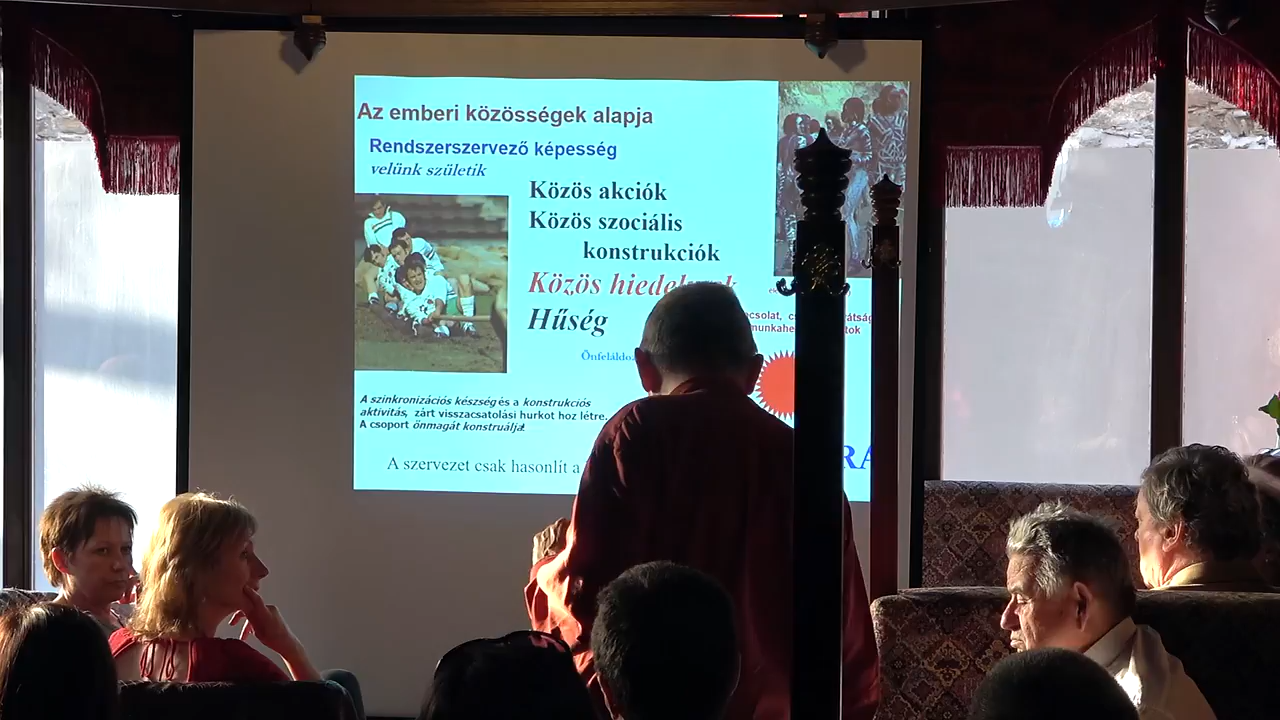 Az emberi közösségek alapja
Rendszerszervező képesség
velünk születik
Közös akciók
Közös szociális
konstrukciók
Közös
Hűség
A szinkronizációs készség és a konstrukciós
aktivitás, zárt visszacsatolási hurkot hoz létre.
A csoport önmagát konstruálja!
A szervezet csak hasonlít a